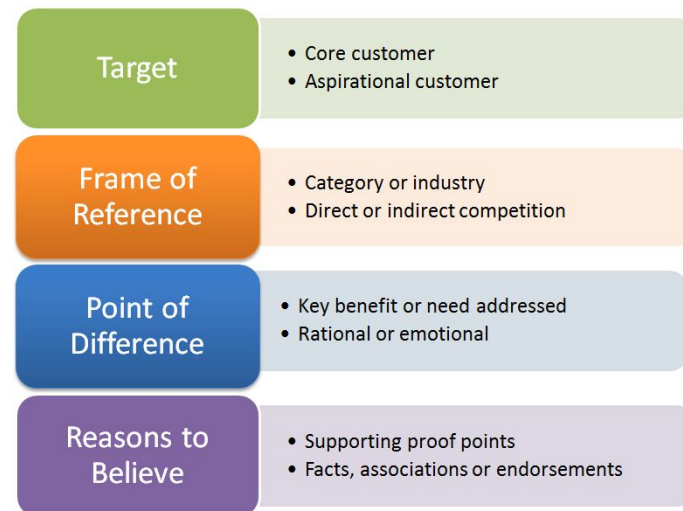 Target
• Core customer
• Aspirational customer
Frame of
Reference
• Category or industry
• Direct or indirect competition
Point of
Difference
• Key benefit or need addressed
• Rational or emotional
Reasons to
Believe
• Supporting proof points
• Facts, associations or endorsements